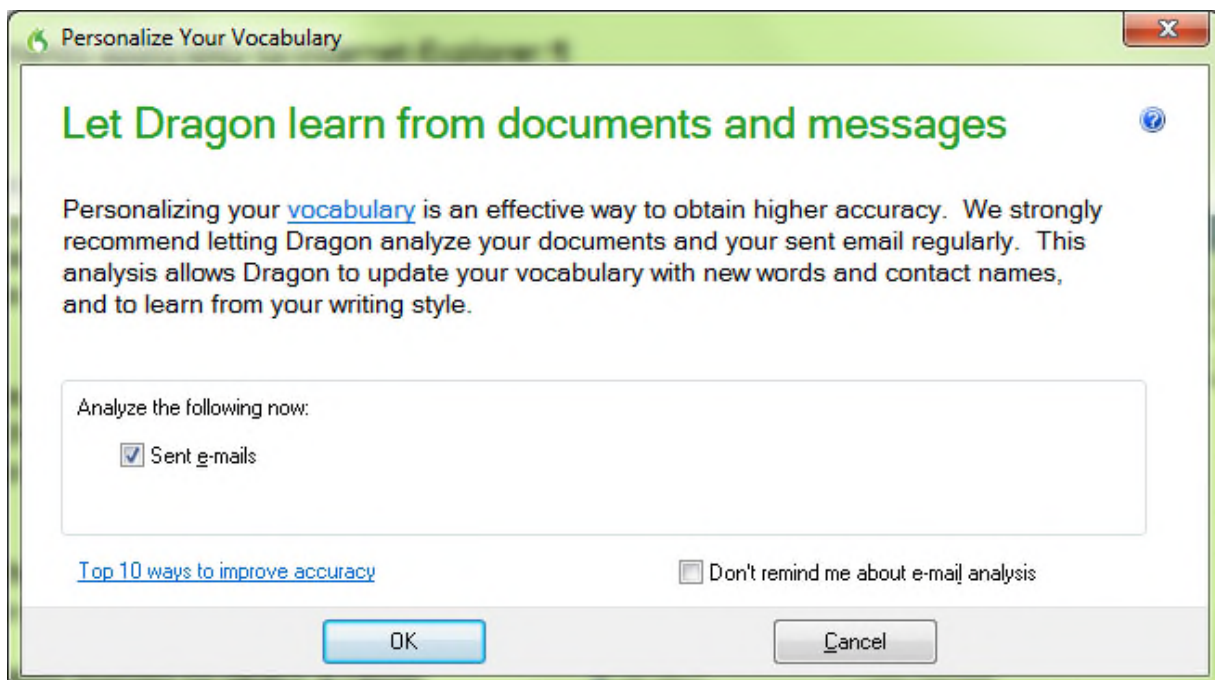 Personalize Your Vocabulary
Let Dragon learn from documents and messages
Personalizing your vocabulary is an effective way to obtain higher accuracy. We strongly
recommend letting Dragon analyze your documents and your sent email regularly. This
analysis allows Dragon to update your vocabulary with new words and contact names,
and to learn from your writing style.
Analyze the following now:
Sent e-mails
Top 10 ways to improve accuracy
Don't remind me about e-mail analysis
OK
Cancel